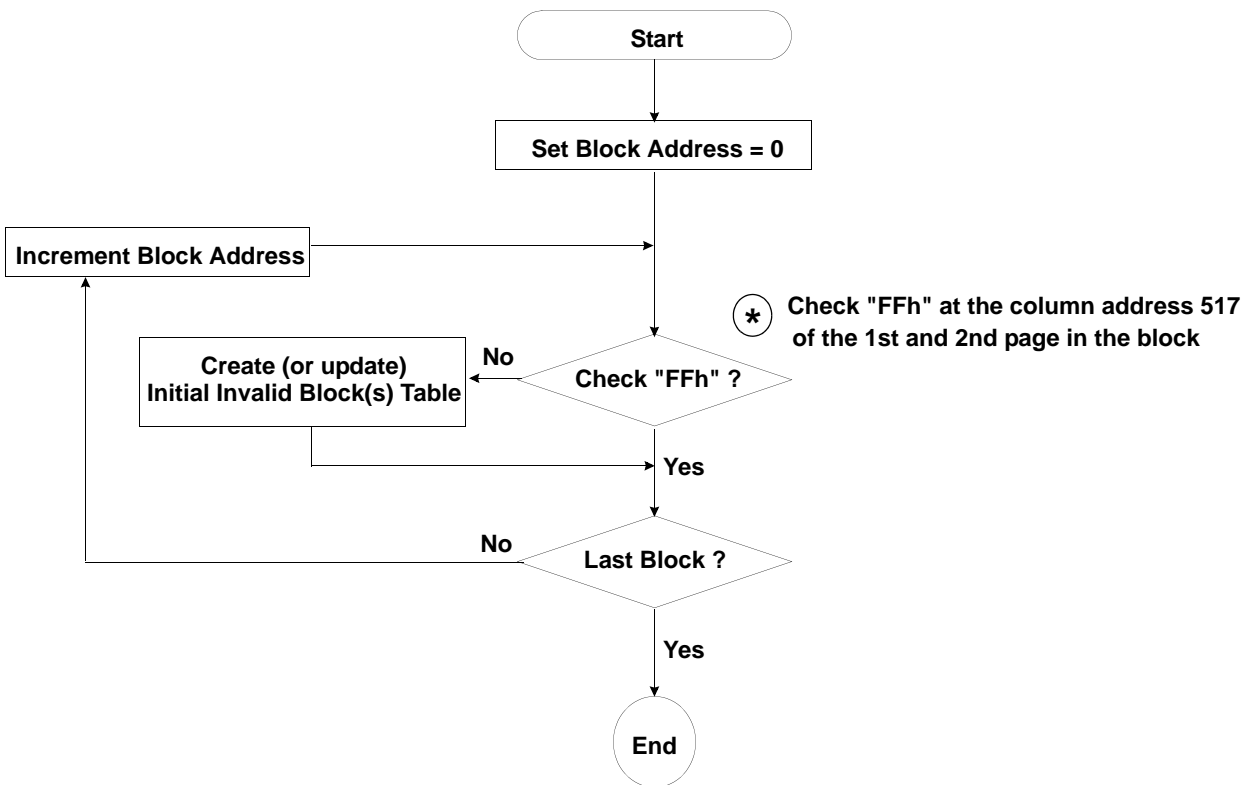 Start
Set Block Address = 0
Increment Block Address
* Check "FFh" at the column address 517
of the 1st and 2nd page in the block
Create (or update)
Initial Invalid Block(s) Table
No
Check "FFh" ?
Yes
No
Last Block ?
Yes
End